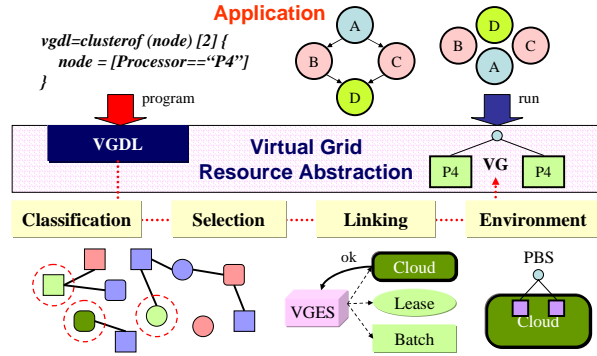 Application
vgdl=clusterof (node) [2] {
node = [Processor==“P4”]
}
A
B
C
D
D
B
C
A
program
run
VGDL
Virtual Grid
Resource Abstraction
P4
VG
P4
Classification
Selection
Linking
Environment
ok
Cloud
VGES
Lease
Batch
PBS
Cloud